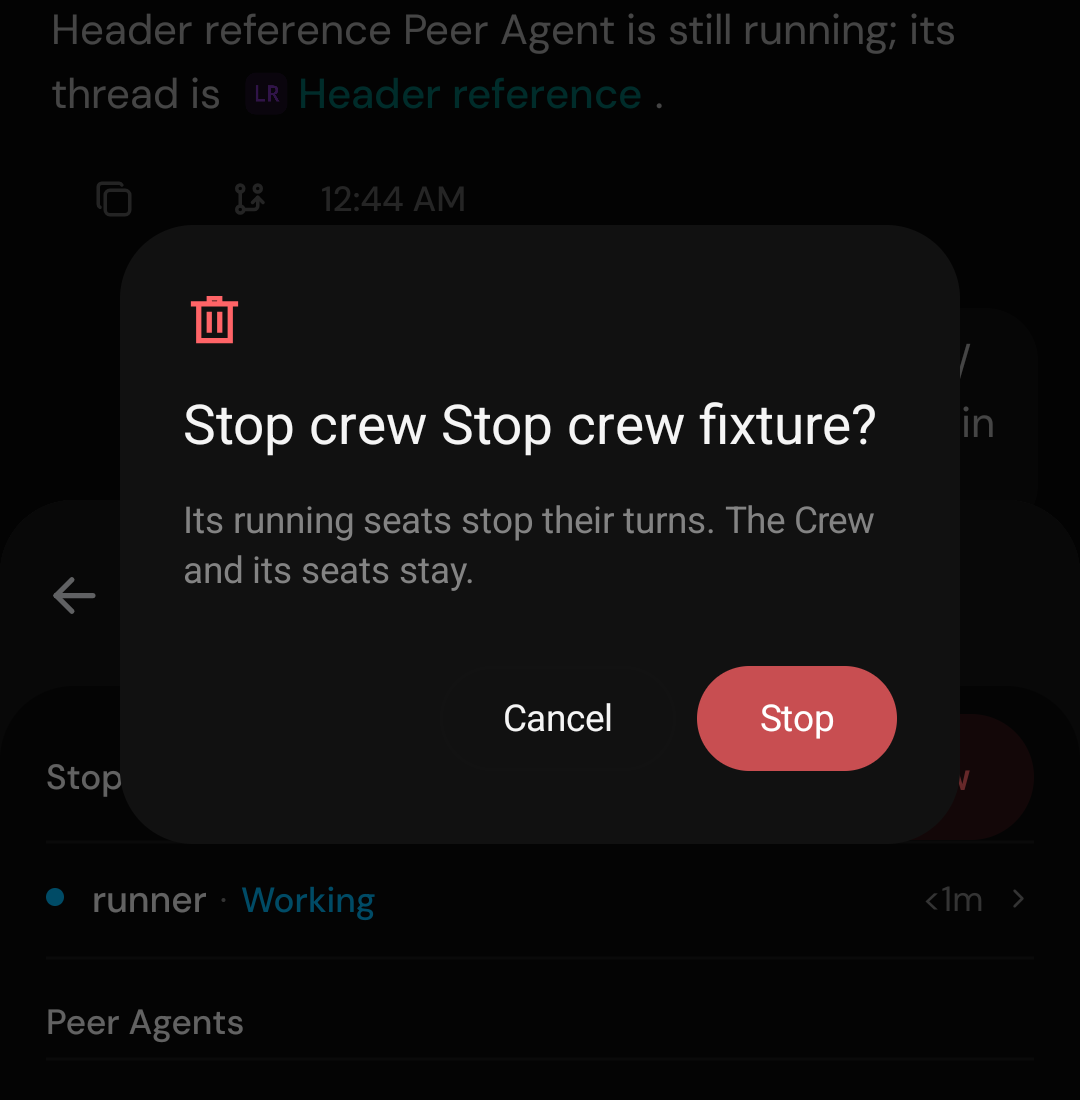 Header reference Peer Agent is still running; its
thread is LR Header reference .
12:44 AM
in
Stop crew Stop crew fixture?
Its running seats stop their turns. The Crew
and its seats stay.
Cancel Stop
Stop
runner · Working <1m
Peer Agents